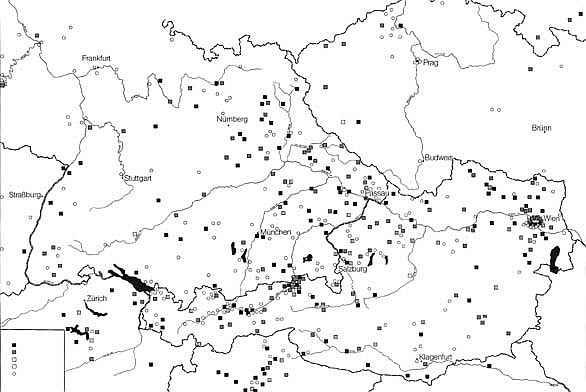 Frankfurt
Prag
Nürnberg
Brünn
Budweis
Stuttgart
Straßburg
Passau
Wien
München
Salzburg
Zürich
Klagenfurt